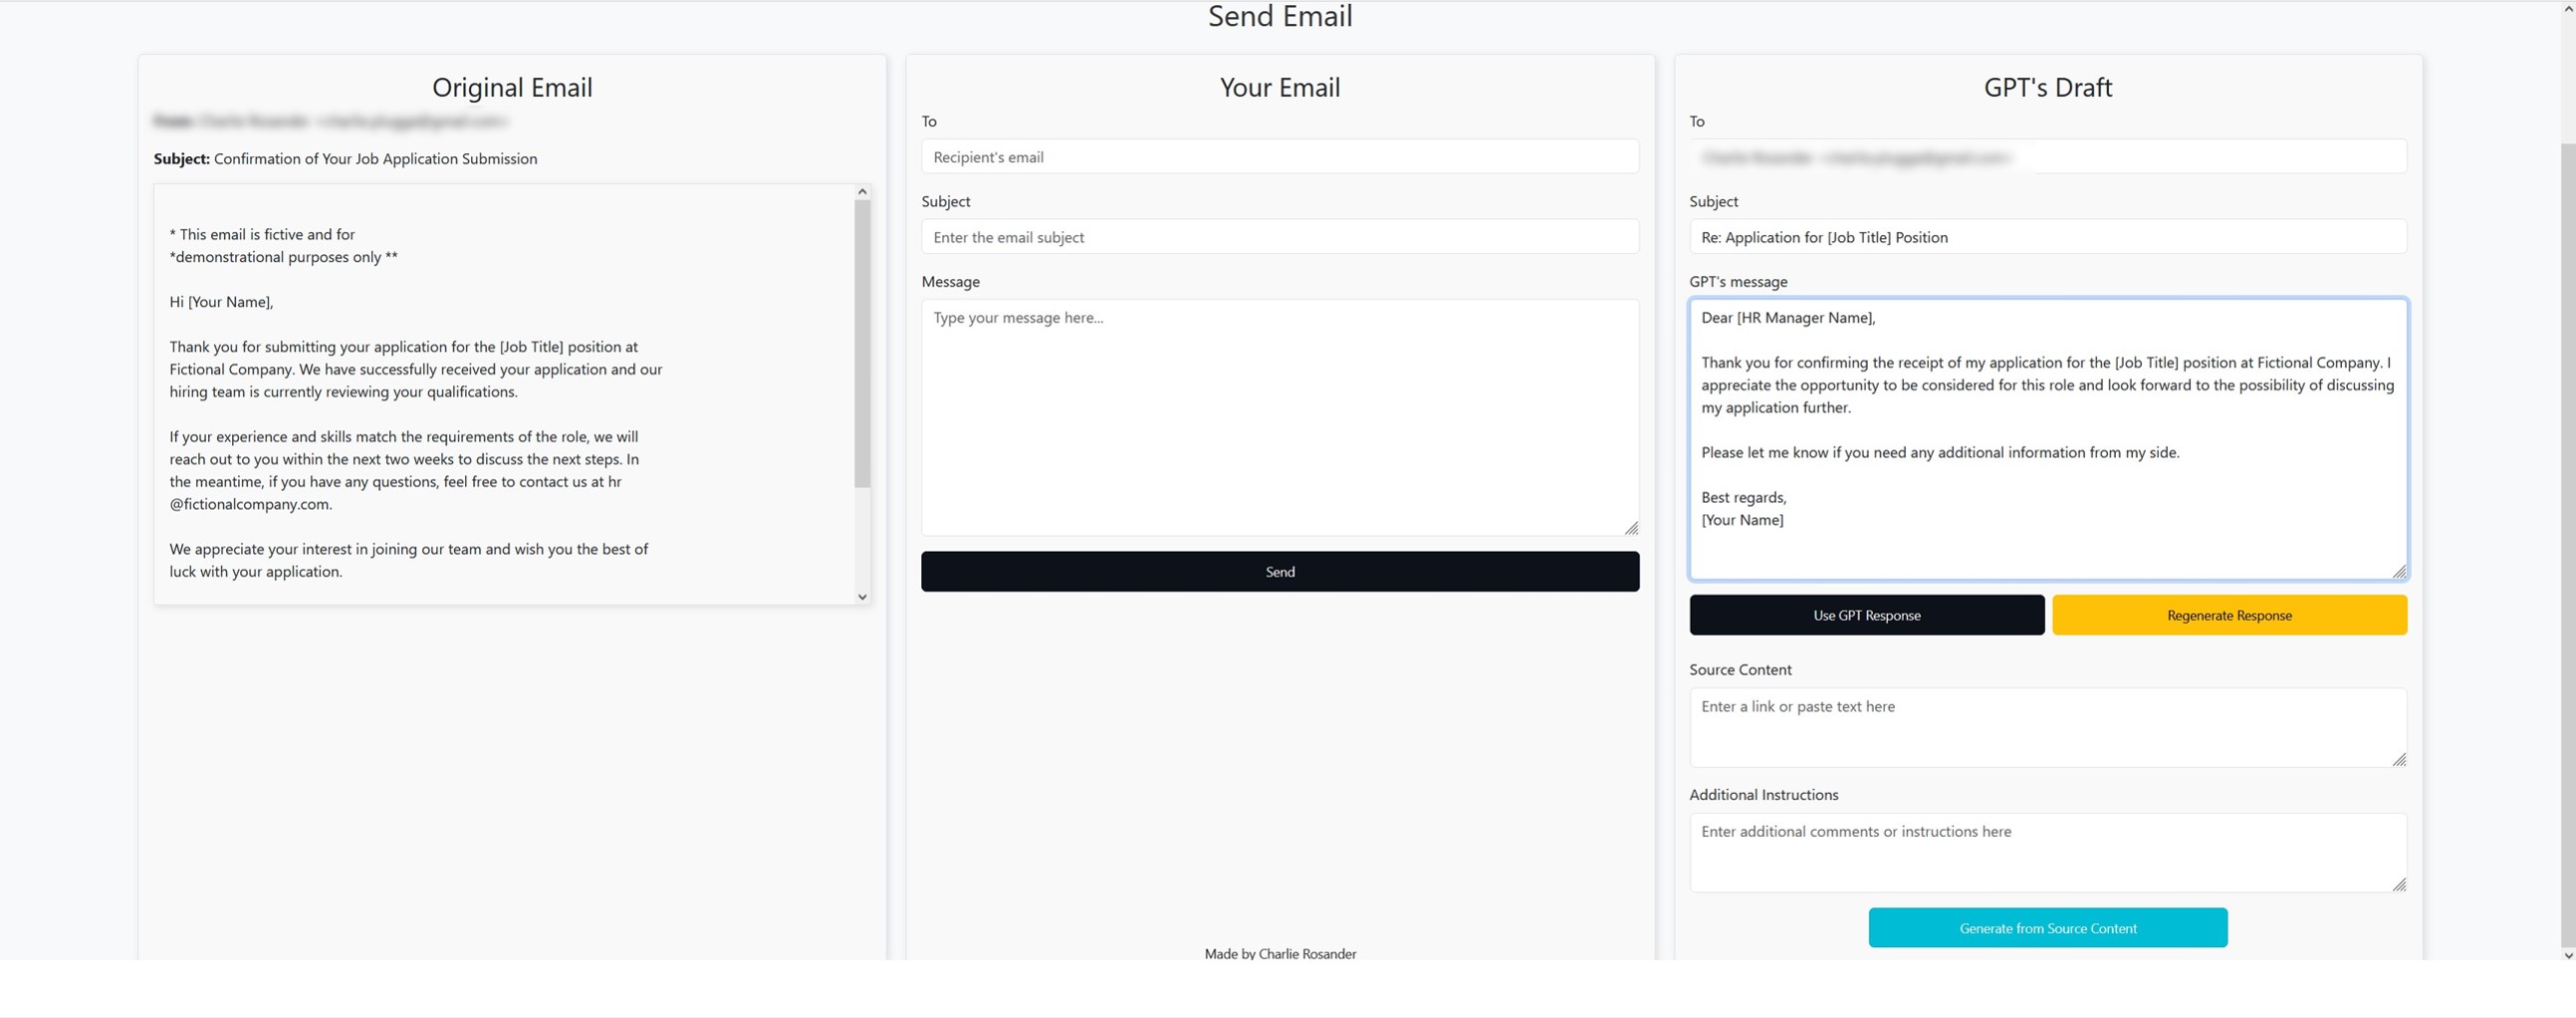 Send Email
Original Email
Subject: Confirmation of Your Job Application Submission
* This email is fictive and for
*demonstrational purposes only **
Hi [Your Name],
Thank you for submitting your application for the [Job Title] position at
Fictional Company. We have successfully received your application and our
hiring team is currently reviewing your qualifications.
If your experience and skills match the requirements of the role, we will
reach out to you within the next two weeks to discuss the next steps. In
the meantime, if you have any questions, feel free to contact us at hr
@fictionalcompany.com.
We appreciate your interest in joining our team and wish you the best of
luck with your application.
Your Email
To
Recipient's email
Subject
Enter the email subject
Message
Type your message here...
Send
Made by Charlie Rosander
GPT's Draft
To
Subject
Re: Application for [Job Title] Position
GPT's message
Dear [HR Manager Name],
Thank you for confirming the receipt of my application for the [Job Title] position at Fictional Company. I
appreciate the opportunity to be considered for this role and look forward to the possibility of discussing
my application further.
Please let me know if you need any additional information from my side.
Best regards,
[Your Name]
Use GPT Response
Regenerate Response
Source Content
Enter a link or paste text here
Additional Instructions
Enter additional comments or instructions here
Generate from Source Content